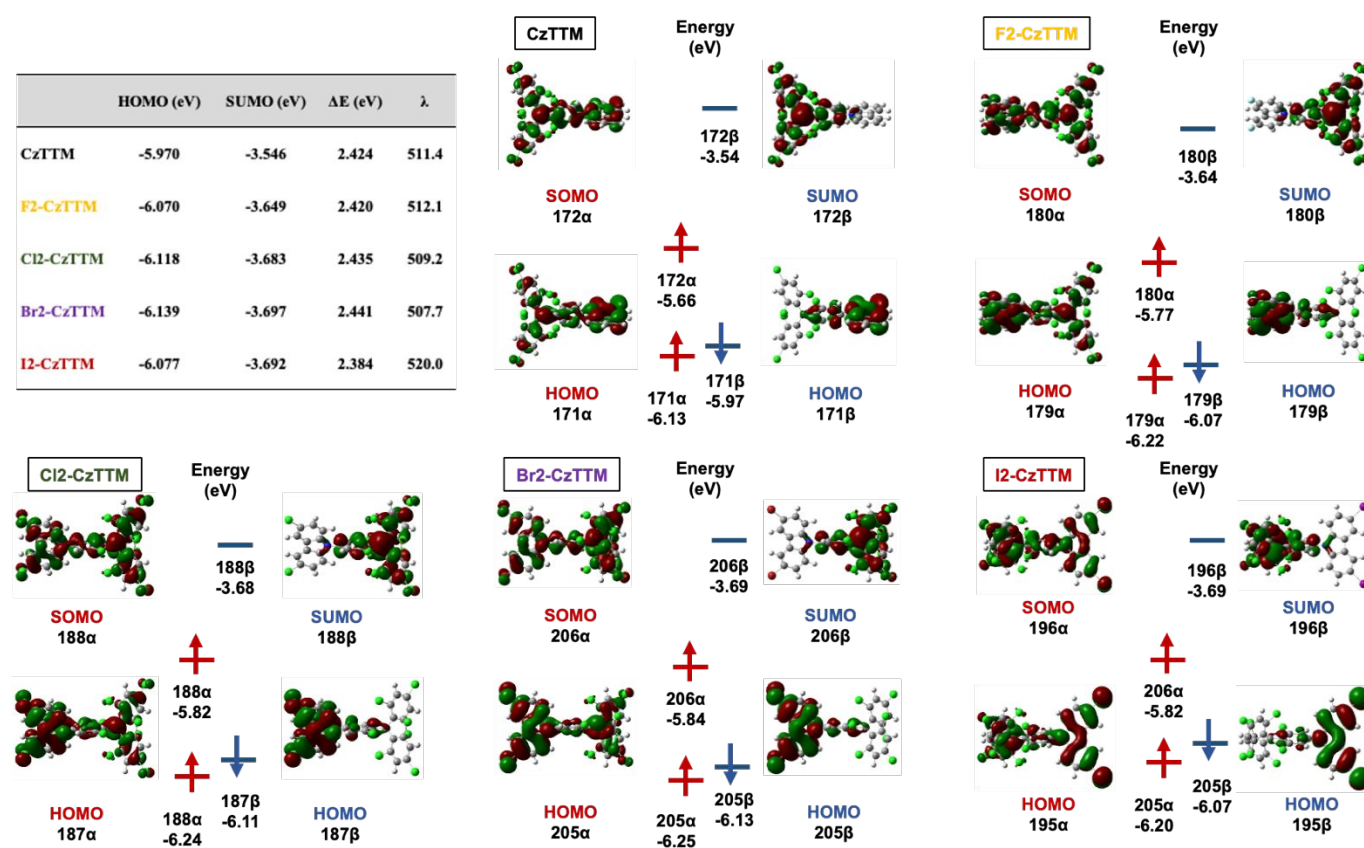 HOMO (eV) SUMO (eV) ΔE (eV) λ
CzTTM -5.970 -3.546 2.424 511.4
F2-CzTTM -6.070 -3.649 2.420 512.1
Cl2-CzTTM -6.118 -3.683 2.435 509.2
Br2-CzTTM -6.139 -3.697 2.441 507.7
I2-CzTTM -6.077 -3.692 2.384 520.0
CzTTM
Energy
(eV)
172β
-3.54
SOMO
172α
SUMO
172β
172α
-5.66
171β
-5.97
171α
-6.13
HOMO
171α
HOMO
171β
F2-CzTTM
Energy
(eV)
180β
-3.64
SOMO
180α
SUMO
180β
180α
-5.77
179β
-6.07
179α
-6.22
HOMO
179α
HOMO
179β
Cl2-CzTTM
Energy
(eV)
188β
-3.68
SOMO
188α
SUMO
188β
188α
-5.82
187β
-6.11
188α
-6.24
HOMO
187α
HOMO
187β
Br2-CzTTM
Energy
(eV)
206β
-3.69
SOMO
206α
SUMO
206β
206α
-5.84
205β
-6.13
205α
-6.25
HOMO
205α
HOMO
205β
I2-CzTTM
Energy
(eV)
196β
-3.69
SOMO
196α
SUMO
196β
206α
-5.82
205β
-6.07
205α
-6.20
HOMO
195α
HOMO
195β